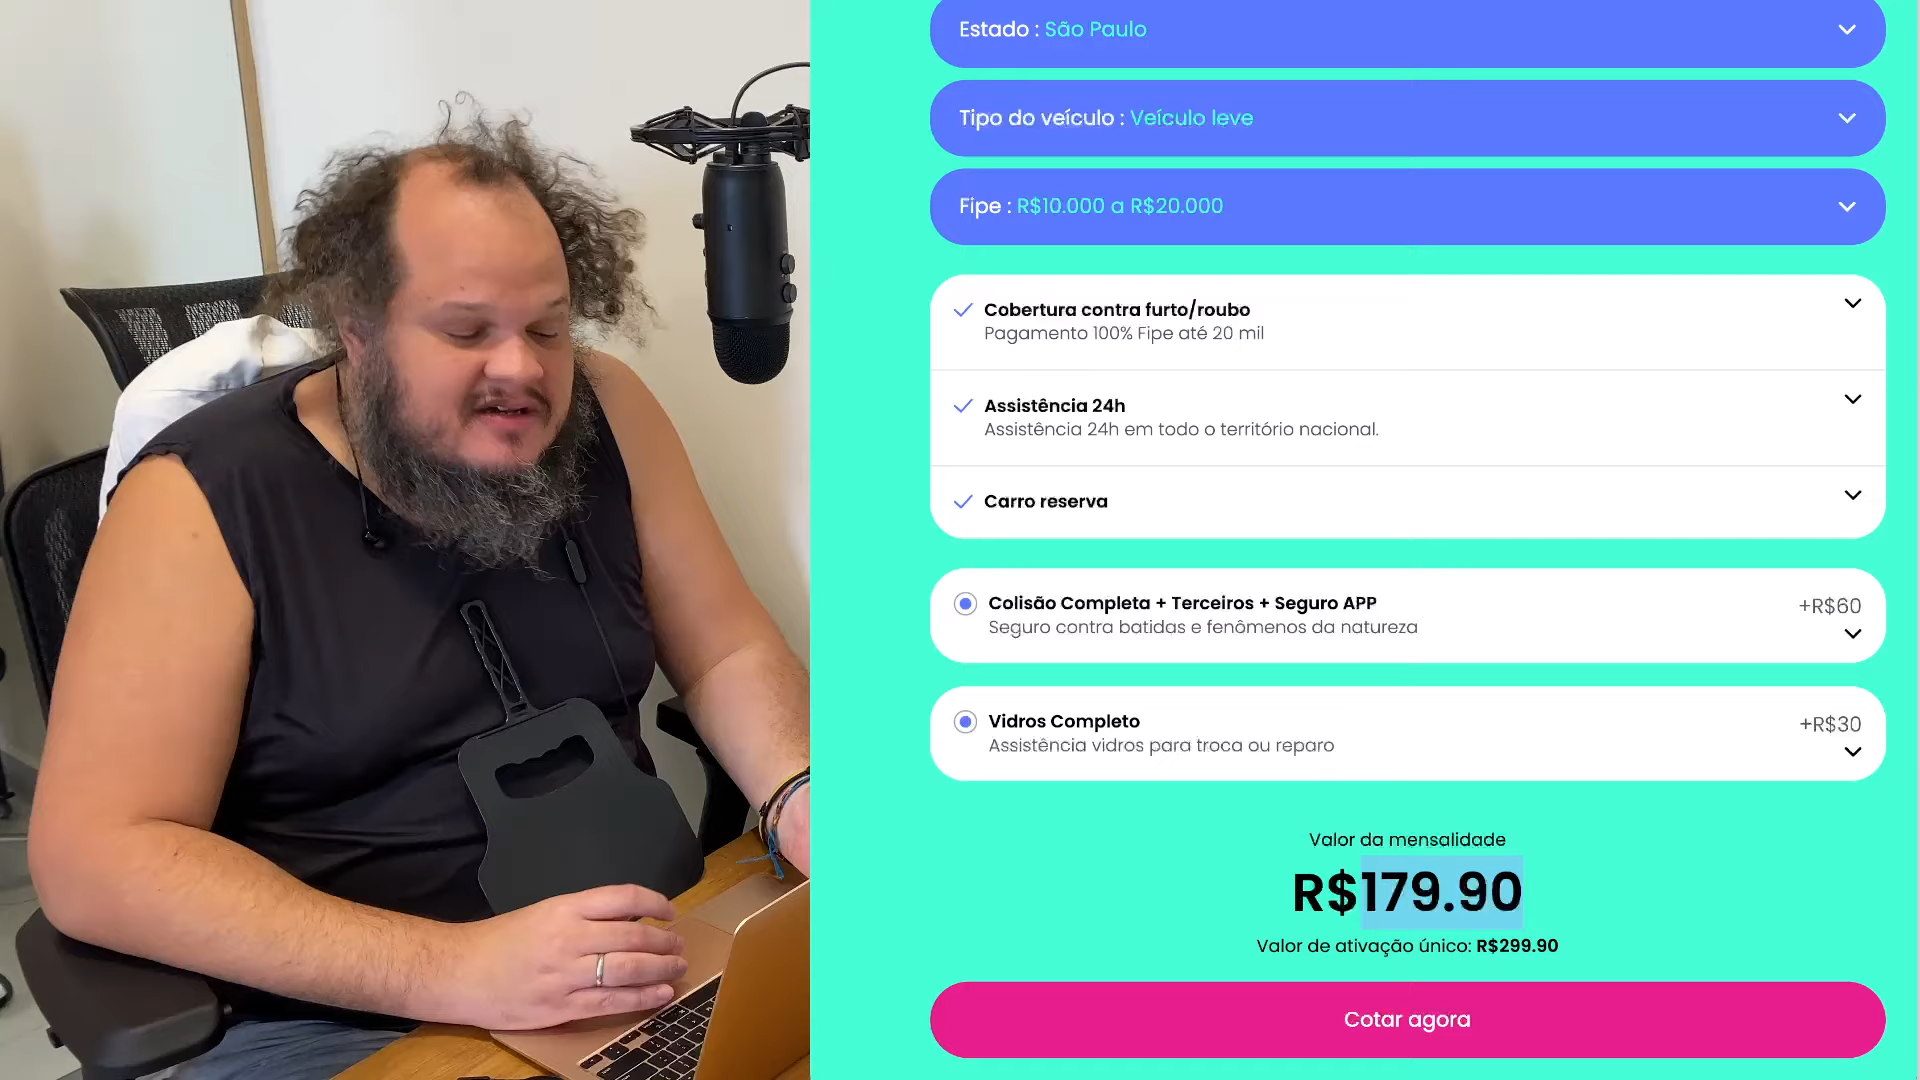 Estado : São Paulo
Tipo do veículo : Veículo leve
Fipe : R$10.000 a R$20.000
Cobertura contra furto/roubo
Pagamento 100% Fipe até 20 mil
Assistência 24h
Assistência 24h em todo o território nacional.
Carro reserva
Colisão Completa + Terceiros + Seguro APP
+R$60
Seguro contra batidas e fenômenos da natureza
Vidros Completo
+R$30
Assistência vidros para troca ou reparo
Valor da mensalidade
R$179.90
Valor de ativação único: R$299.90
Cotar agora